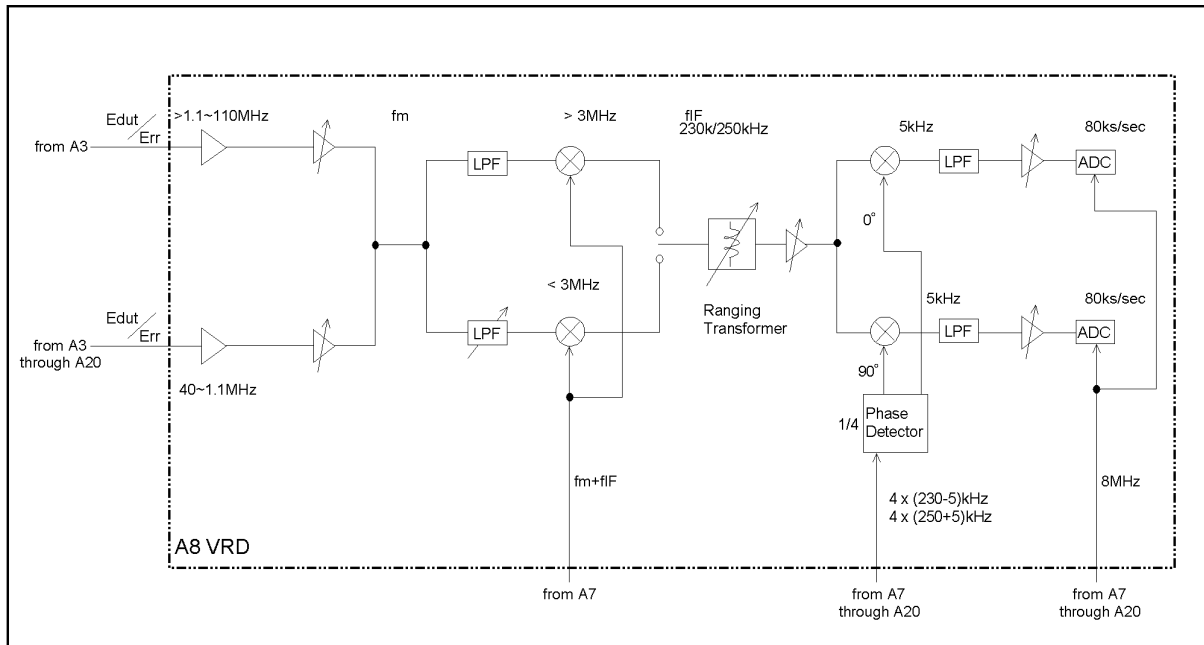 >1.1~110MHz
fm
> 3MHz
fIF
230k/250kHz
5kHz
80ks/sec
Edut
Err
from A3
LPF
LPF
ADC
0°
< 3MHz
5kHz
80ks/sec
Ranging
Transformer
Edut
Err
from A3
through A20
LPF
LPF
ADC
40~1.1MHz
90°
1/4
Phase
Detector
fm+fIF
4 x (230-5)kHz
4 x (250+5)kHz
8MHz
A8 VRD
from A7
from A7
through A20
from A7
through A20